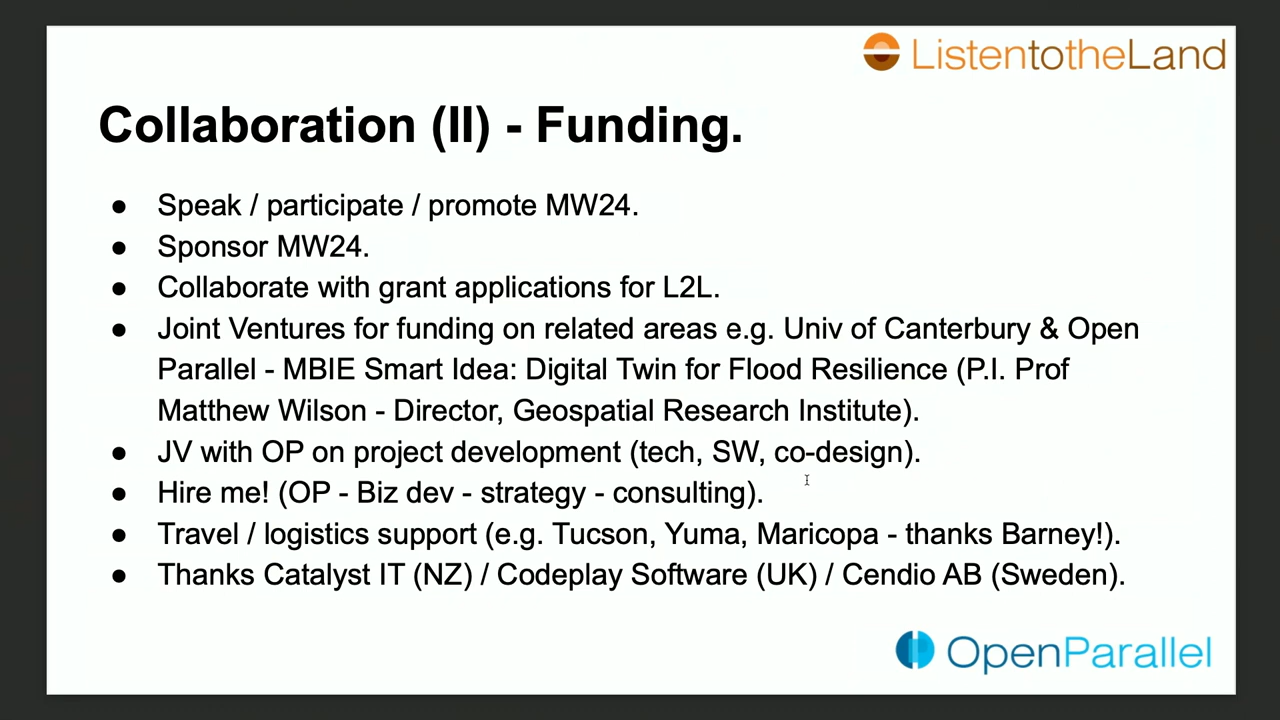 ListentotheLand
Collaboration (II) - Funding.
● Speak / participate / promote MW24.
● Sponsor MW24.
● Collaborate with grant applications for L2L.
● Joint Ventures for funding on related areas e.g. Univ of Canterbury & Open
Parallel - MBIE Smart Idea: Digital Twin for Flood Resilience (P.I. Prof
Matthew Wilson - Director, Geospatial Research Institute).
● JV with OP on project development (tech, SW, co-design).
● Hire me! (OP - Biz dev - strategy - consulting).
● Travel / logistics support (e.g. Tucson, Yuma, Maricopa - thanks Barney!).
● Thanks Catalyst IT (NZ) / Codeplay Software (UK) / Cendio AB (Sweden).
OpenParallel